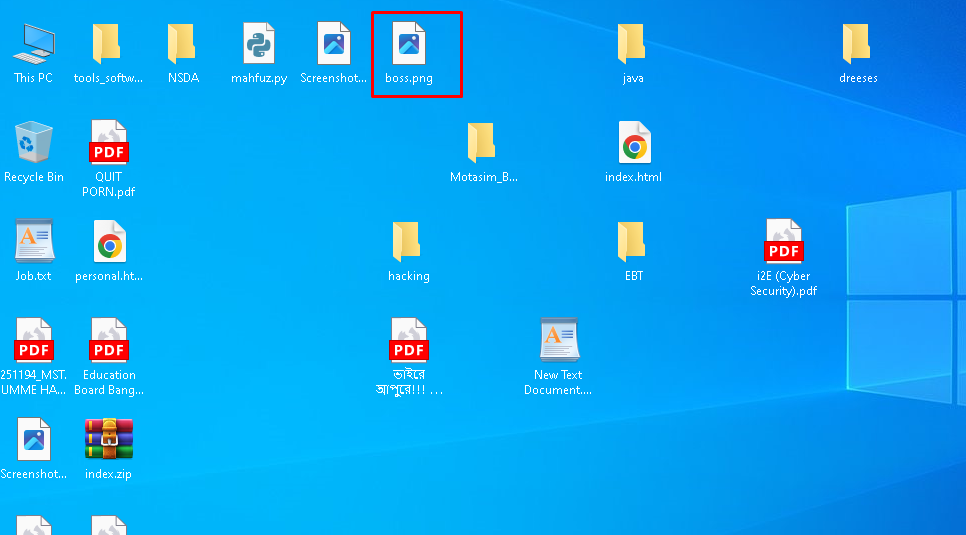 This PC
tools_softw...
NSDA
mahfuz.py
Screenshot...
boss.png
java
dreeses
Recycle Bin
PDF
QUIT
PORN.pdf
Motasim_B...
index.html
Job.txt
personal.ht...
hacking
EBT
PDF
i2E (Cyber
Security).pdf
PDF
251194_MST.
UMME HA....
PDF
Education
Board Bang...
PDF
ভাইরে
আপুরে!!! ...
New Text
Document....
Screenshot...
index.zip